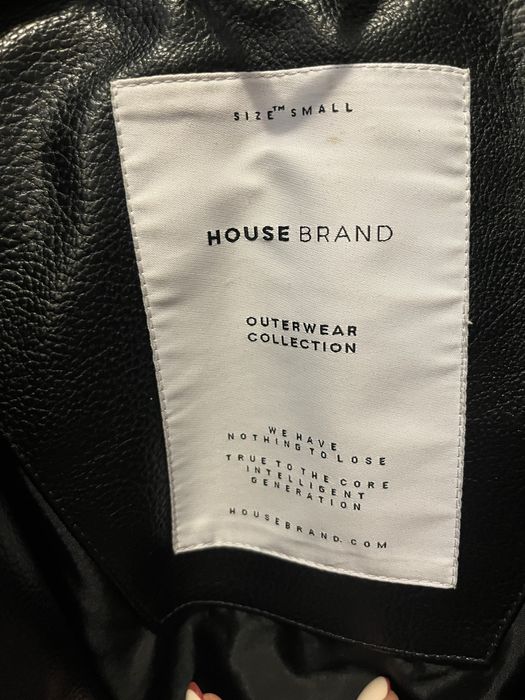 SIZE™ SMALL
HOUSE BRAND
OUTERWEAR
COLLECTION
WE HAVE
NOTHING TO LOSE
TRUE TO THE CORE
INTELLIGENT
GENERATION
HOUSEBRAND.COM